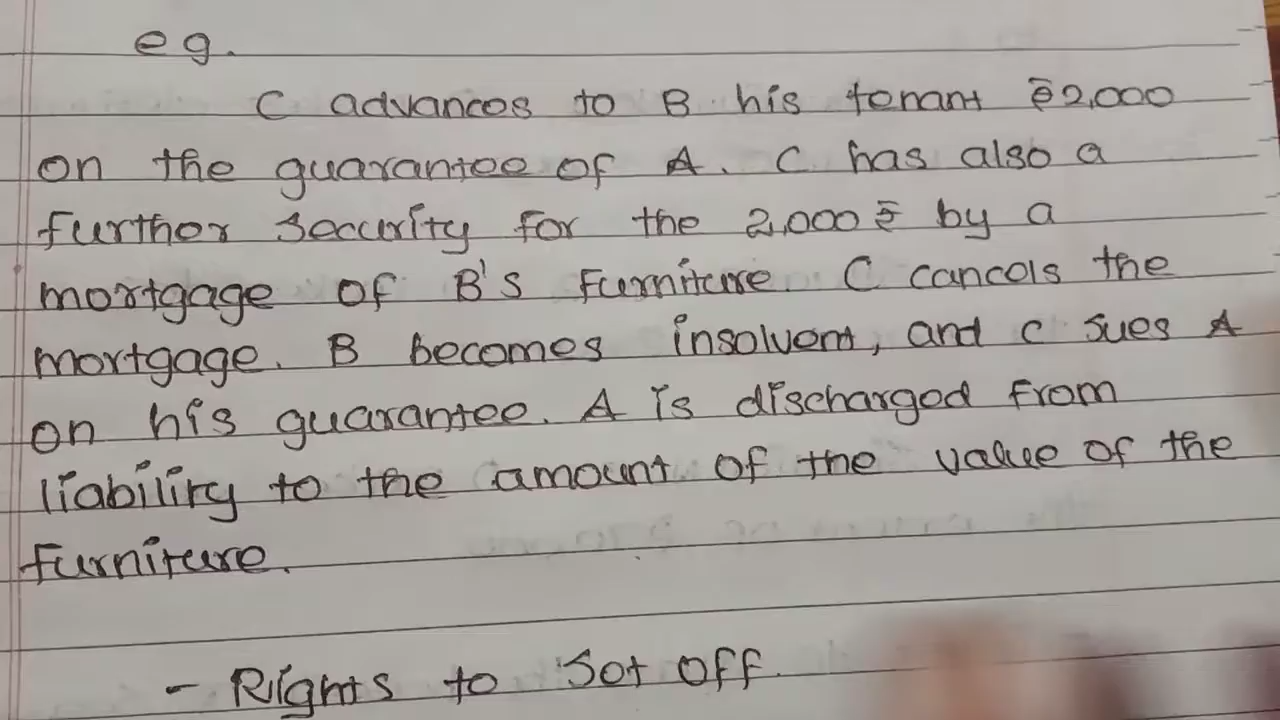 eg.
C advances to B his tenant ₹2,000
on the guarantee of A. C has also a
further security for the 2,000 ₹ by a
mortgage of B's furniture. C cancels the
mortgage. B becomes insolvent, and C sues A
on his guarantee. A is discharged from
liability to the amount of the value of the
furniture.
- Rights to Set off.